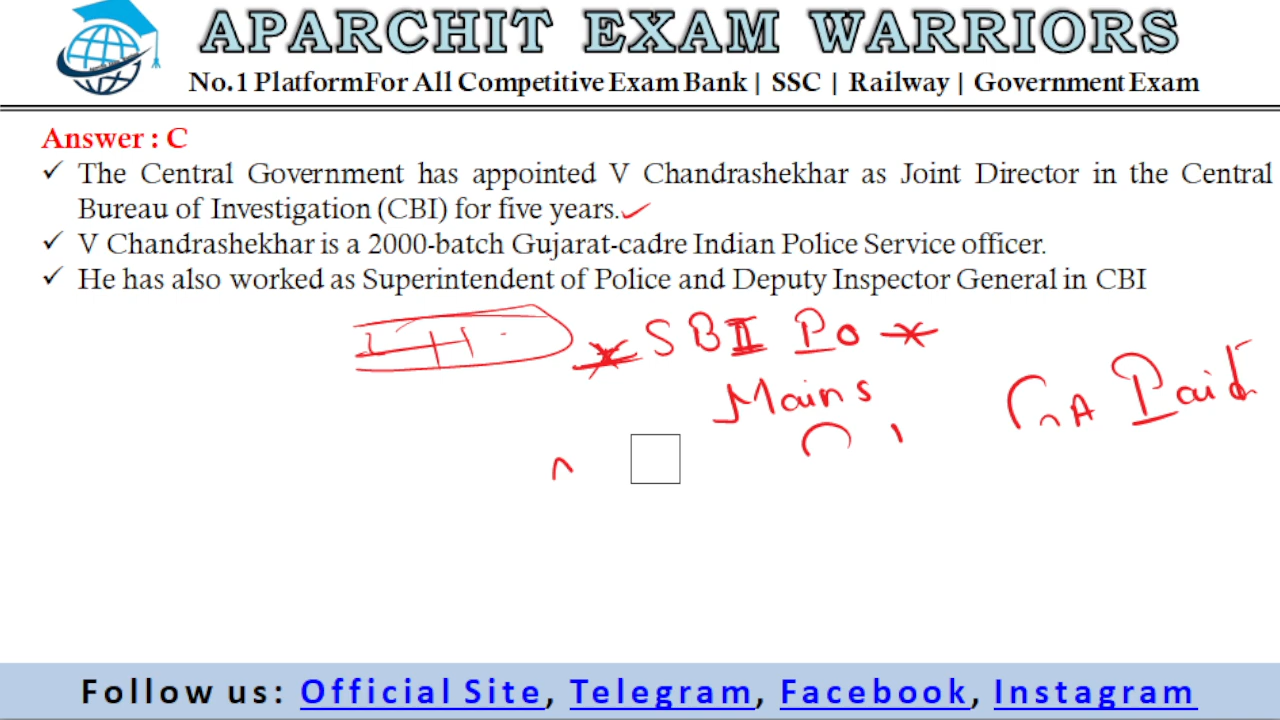 APARCHIT EXAM WARRIORS
No.1 PlatformFor All Competitive Exam Bank | SSC | Railway | Government Exam
Answer : C
✓ The Central Government has appointed V Chandrashekhar as Joint Director in the Central
Bureau of Investigation (CBI) for five years.
✓ V Chandrashekhar is a 2000-batch Gujarat-cadre Indian Police Service officer.
✓ He has also worked as Superintendent of Police and Deputy Inspector General in CBI
* SBI PO *
Mains
GA Paid
Follow us: Official Site, Telegram, Facebook, Instagram